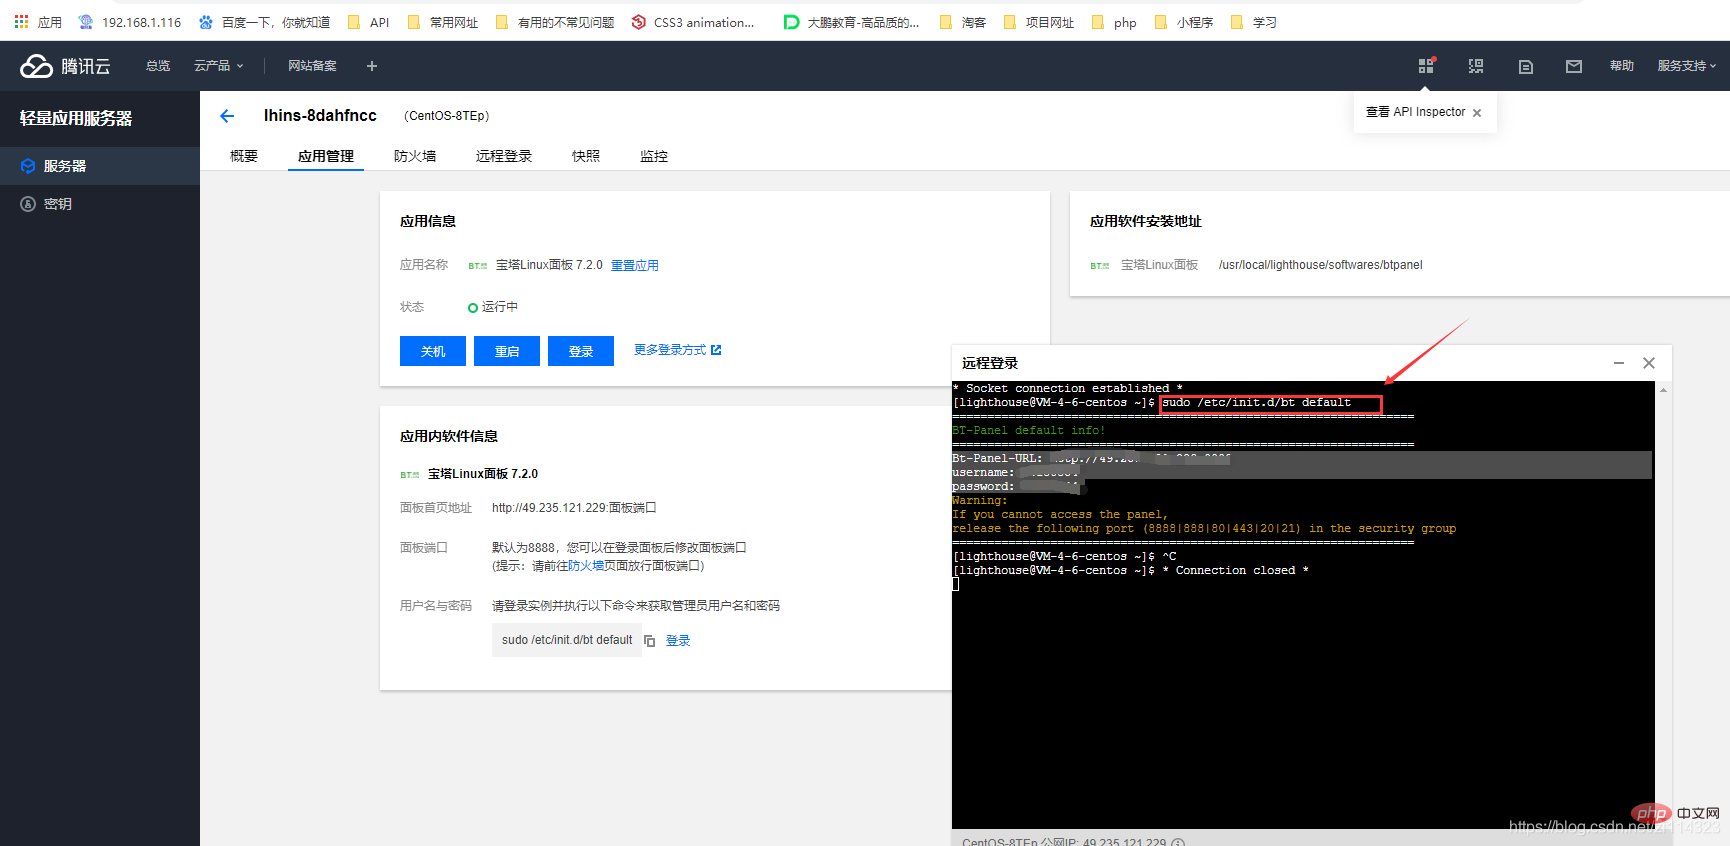 应用 192.168.1.116 百度一下，你就知道 API 常用网址 有用的不常见问题 CSS3 animation... 大鹏教育-高品质的... 淘客 项目网址 php 小程序 学习
腾讯云 总览 云产品 网站备案 + 帮助 服务支持
查看 API Inspector
轻量应用服务器
服务器
密钥
lhins-8dahfncc (CentOS-8TEp)
概要 应用管理 防火墙 远程登录 快照 监控
应用信息
应用名称 BT 宝塔Linux面板 7.2.0 重置应用
状态 运行中
关机 重启 登录 更多登录方式
应用软件安装地址
BT 宝塔Linux面板 /usr/local/lighthouse/softwares/btpanel
应用内软件信息
BT 宝塔Linux面板 7.2.0
面板首页地址 http://49.235.121.229:面板端口
面板端口 默认为8888，您可以在登录面板后修改面板端口
(提示：请前往防火墙页面放行面板端口)
用户名与密码 请登录实例并执行以下命令来获取管理员用户名和密码
sudo /etc/init.d/bt default 登录
远程登录
* Socket connection established *
[lighthouse@VM-4-6-centos ~]$ sudo /etc/init.d/bt default
==================================================================
BT-Panel default info!
==================================================================
Bt-Panel-URL:
username:
password:
Warning:
If you cannot access the panel,
release the following port (8888|888|80|443|20|21) in the security group
==================================================================
[lighthouse@VM-4-6-centos ~]$ ^C
[lighthouse@VM-4-6-centos ~]$ * Connection closed *
CentOS-8TEp 公网IP: 49.235.121.229
php 中文网